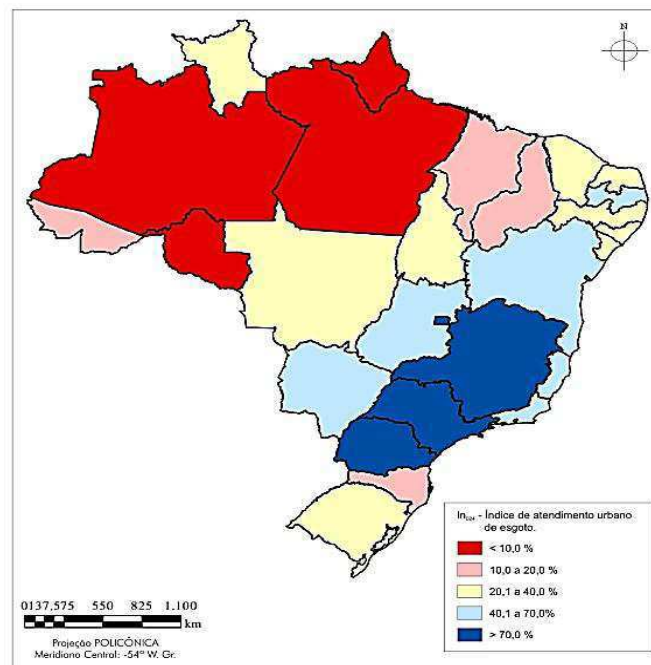 N
In₀₂₄ - Índice de atendimento urbano
de esgoto.
< 10,0 %
10,0 a 20,0 %
20,1 a 40,0 %
40,1 a 70,0%
> 70,0 %
0137,575 550 825 1.100
km
Projeção POLICÔNICA
Meridiano Central: -54° W. Gr.